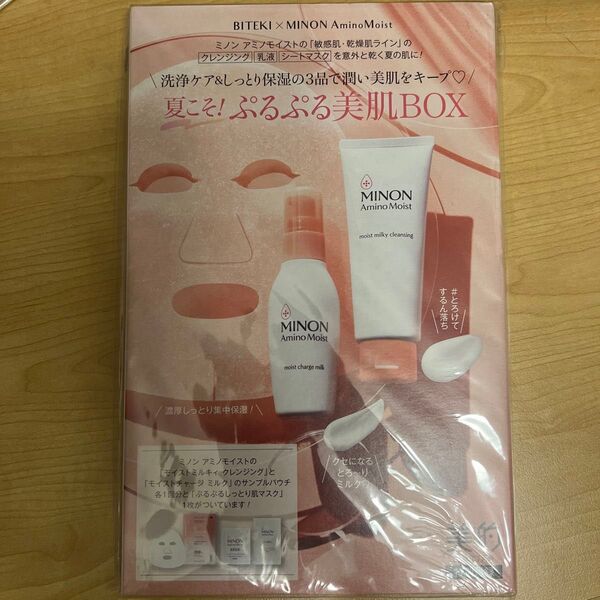 BITEKI×MINON AminoMoist
ミノン アミノモイストの「敏感肌・乾燥肌ライン」の
クレンジング 乳液 シートマスク を意外と乾く夏の肌に!
洗浄ケア&しっとり保湿の3品で潤い美肌をキープ♡
夏こそ!ぷるぷる美肌BOX
MINON
Amino Moist
moist milky cleansing
#とろけて
するん落ち
MINON
Amino Moist
moist charge milk
濃厚しっとり集中保湿!
クセになる
とろ〜り
ミルク♡
ミノン アミノモイストの
「モイストミルキィ クレンジング」と
「モイストチャージ ミルク」のサンプルパウチ
各1回分と「ぷるぷるしっとり肌マスク」
1枚がついています!
MINON
美的